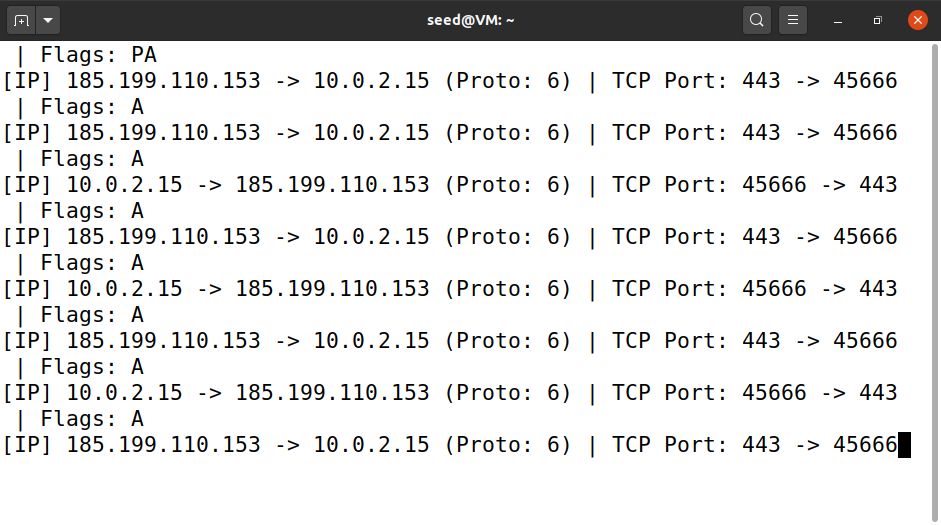 seed@VM: ~
| Flags: PA
[IP] 185.199.110.153 -> 10.0.2.15 (Proto: 6) | TCP Port: 443 -> 45666
| Flags: A
[IP] 185.199.110.153 -> 10.0.2.15 (Proto: 6) | TCP Port: 443 -> 45666
| Flags: A
[IP] 10.0.2.15 -> 185.199.110.153 (Proto: 6) | TCP Port: 45666 -> 443
| Flags: A
[IP] 185.199.110.153 -> 10.0.2.15 (Proto: 6) | TCP Port: 443 -> 45666
| Flags: A
[IP] 10.0.2.15 -> 185.199.110.153 (Proto: 6) | TCP Port: 45666 -> 443
| Flags: A
[IP] 185.199.110.153 -> 10.0.2.15 (Proto: 6) | TCP Port: 443 -> 45666
| Flags: A
[IP] 10.0.2.15 -> 185.199.110.153 (Proto: 6) | TCP Port: 45666 -> 443
| Flags: A
[IP] 185.199.110.153 -> 10.0.2.15 (Proto: 6) | TCP Port: 443 -> 45666